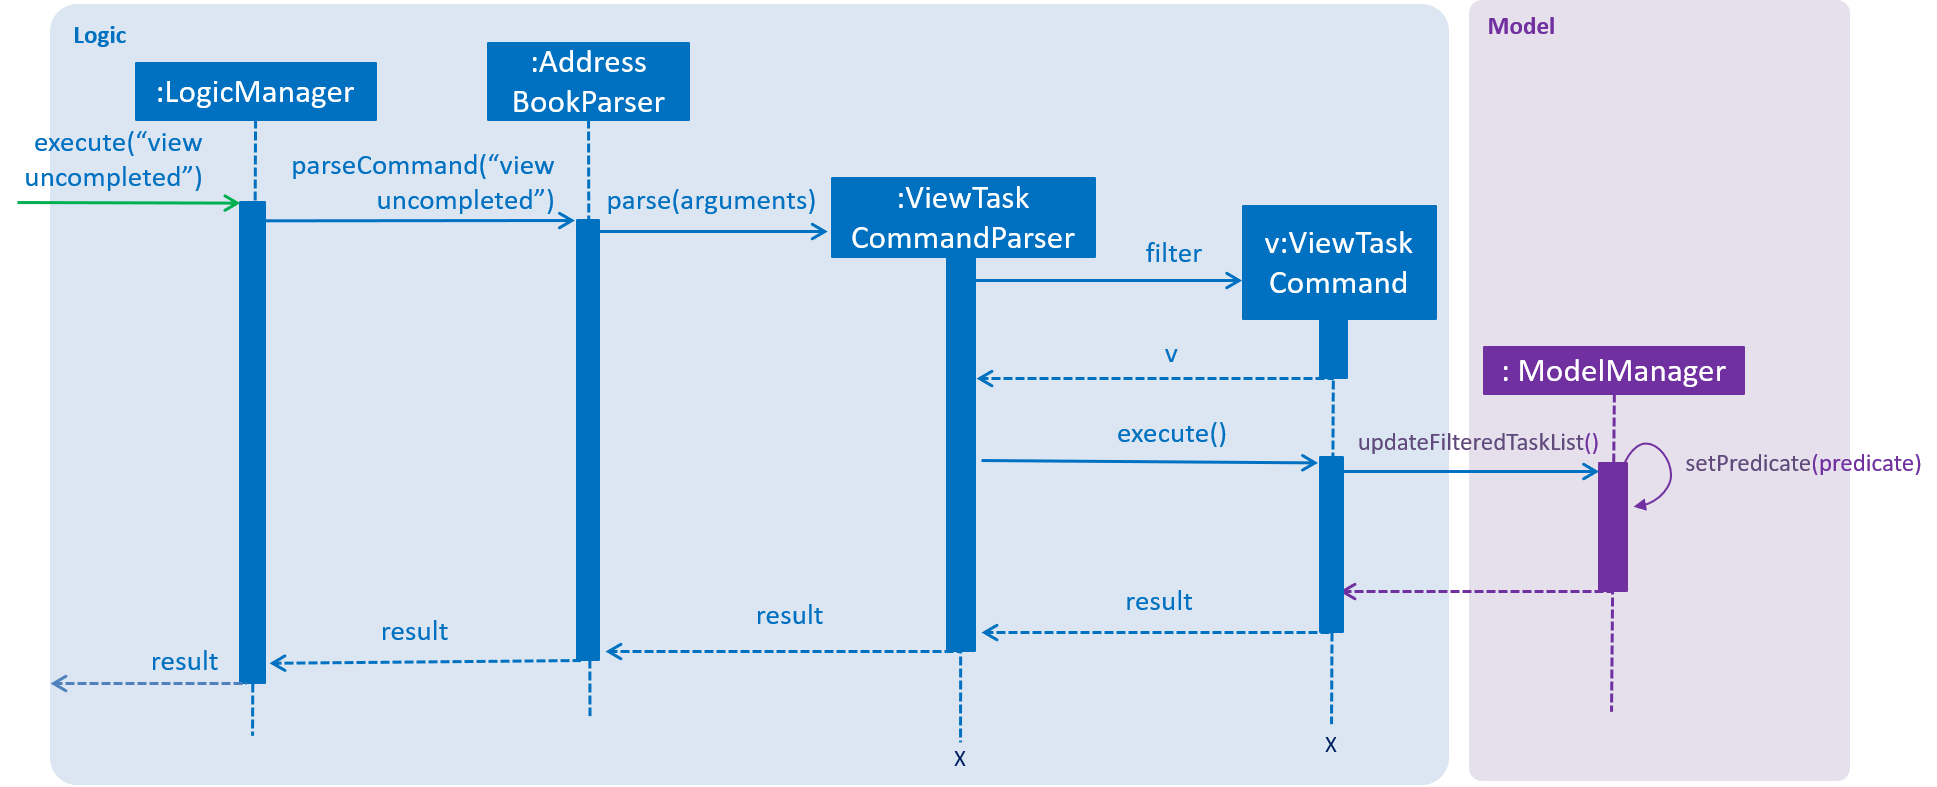 Logic
Model
:LogicManager
:Address
BookParser
execute(“view
uncompleted”)
parseCommand(“view
uncompleted”)
parse(arguments)
:ViewTask
CommandParser
filter
v:ViewTask
Command
v
: ModelManager
execute()
updateFilteredTaskList()
setPredicate(predicate)
result
result
result
result
X
X